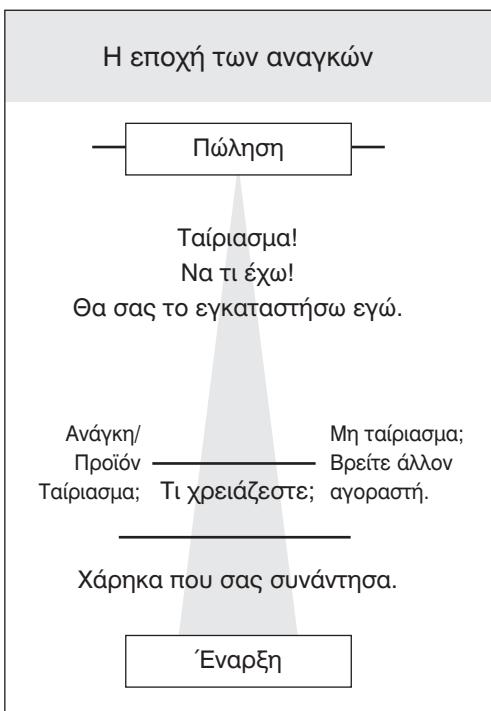 Η εποχή των αναγκών
Πώληση
Ταίριασμα!
Να τι έχω!
Θα σας το εγκαταστήσω εγώ.
Ανάγκη/
Προϊόν
Ταίριασμα;
Τι χρειάζεστε;
Μη ταίριασμα;
Βρείτε άλλον
αγοραστή.
Χάρηκα που σας συνάντησα.
Έναρξη